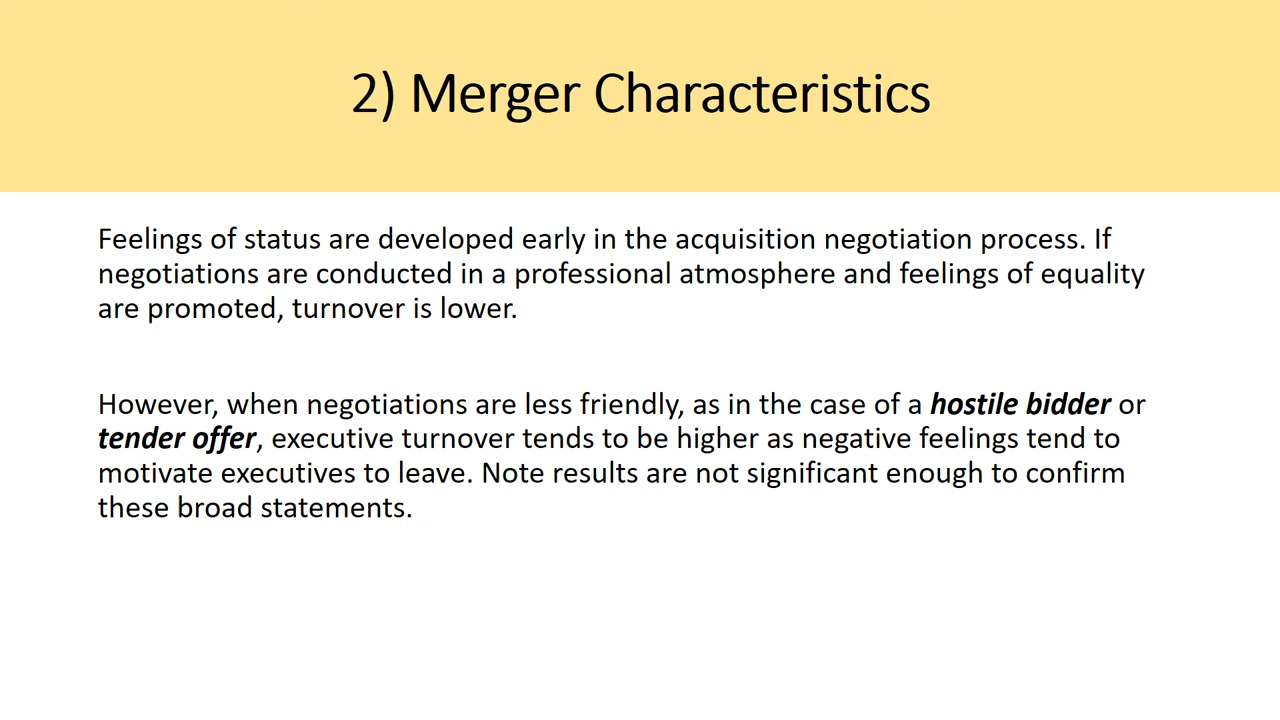 2) Merger Characteristics
Feelings of status are developed early in the acquisition negotiation process. If
negotiations are conducted in a professional atmosphere and feelings of equality
are promoted, turnover is lower.
However, when negotiations are less friendly, as in the case of a hostile bidder or
tender offer, executive turnover tends to be higher as negative feelings tend to
motivate executives to leave. Note results are not significant enough to confirm
these broad statements.